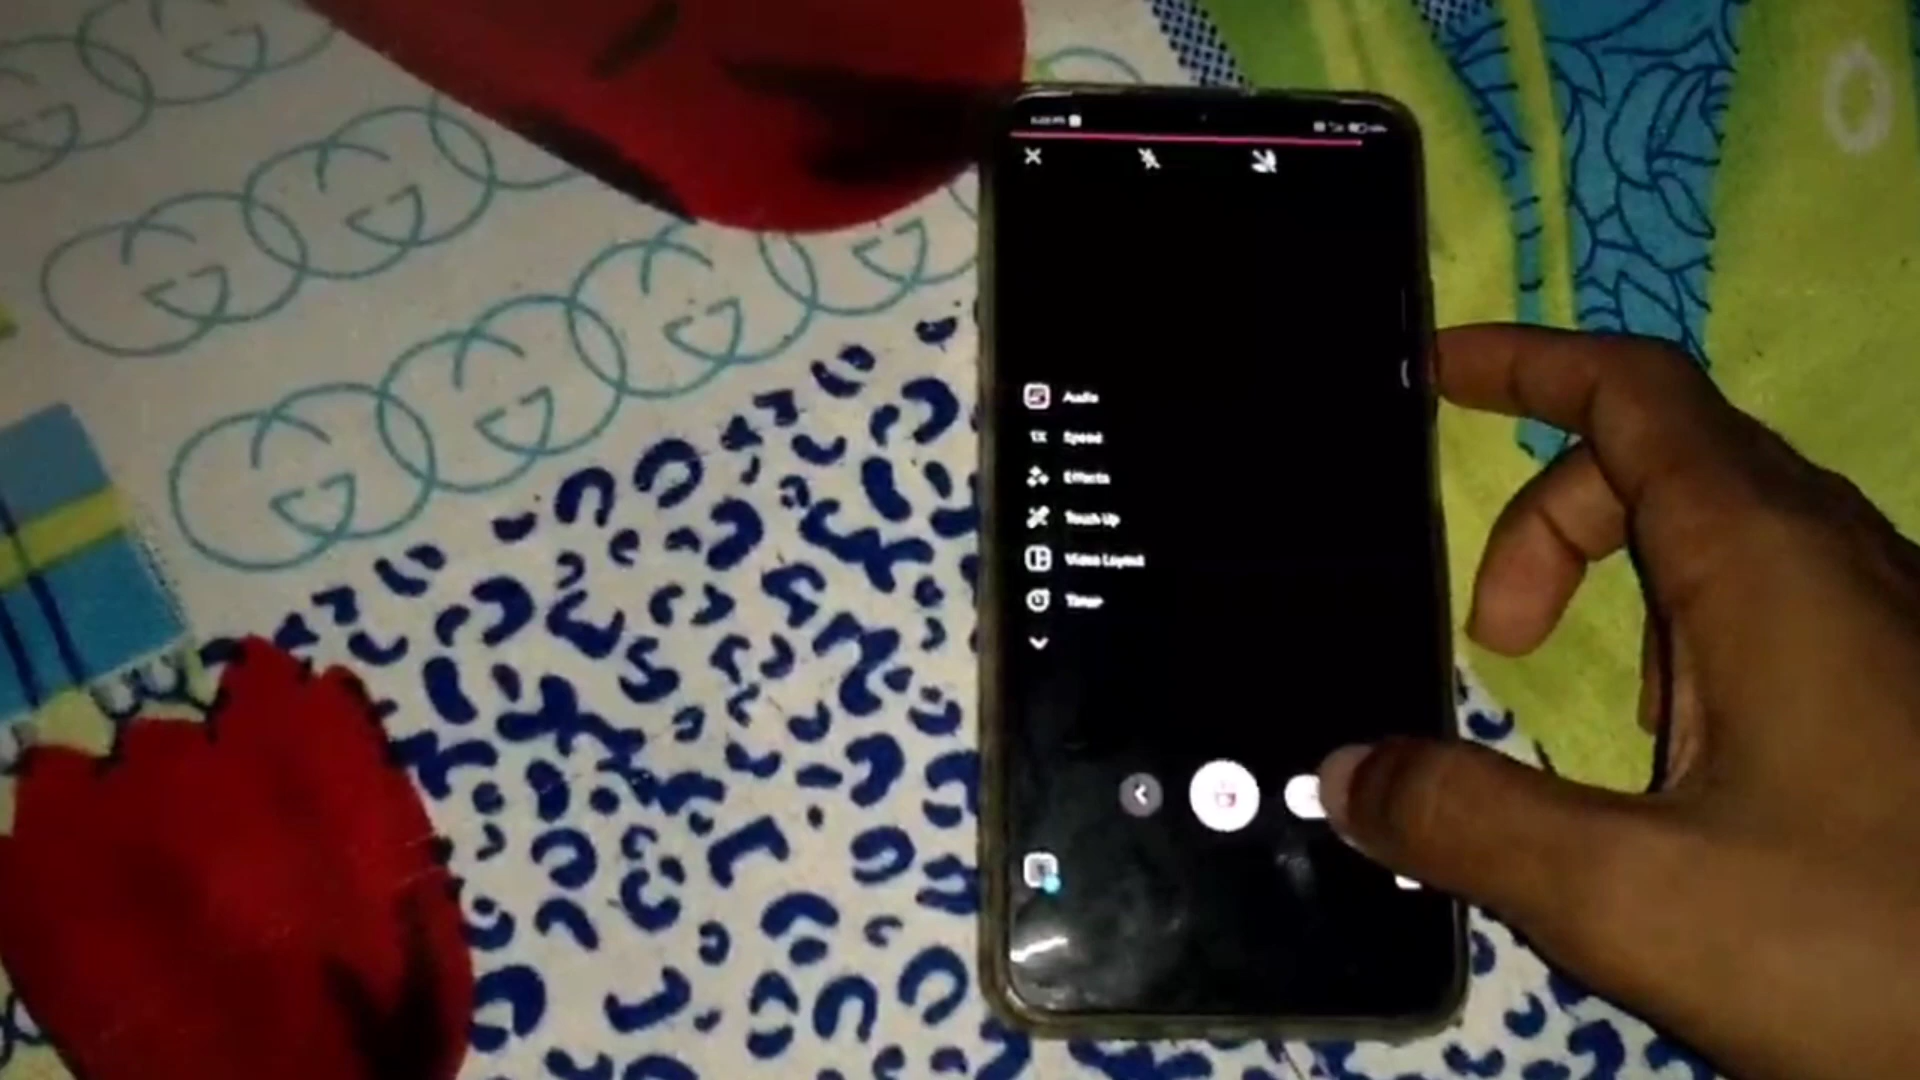 Audio
1X Speed
Effects
Touch Up
Video Layout
Timer